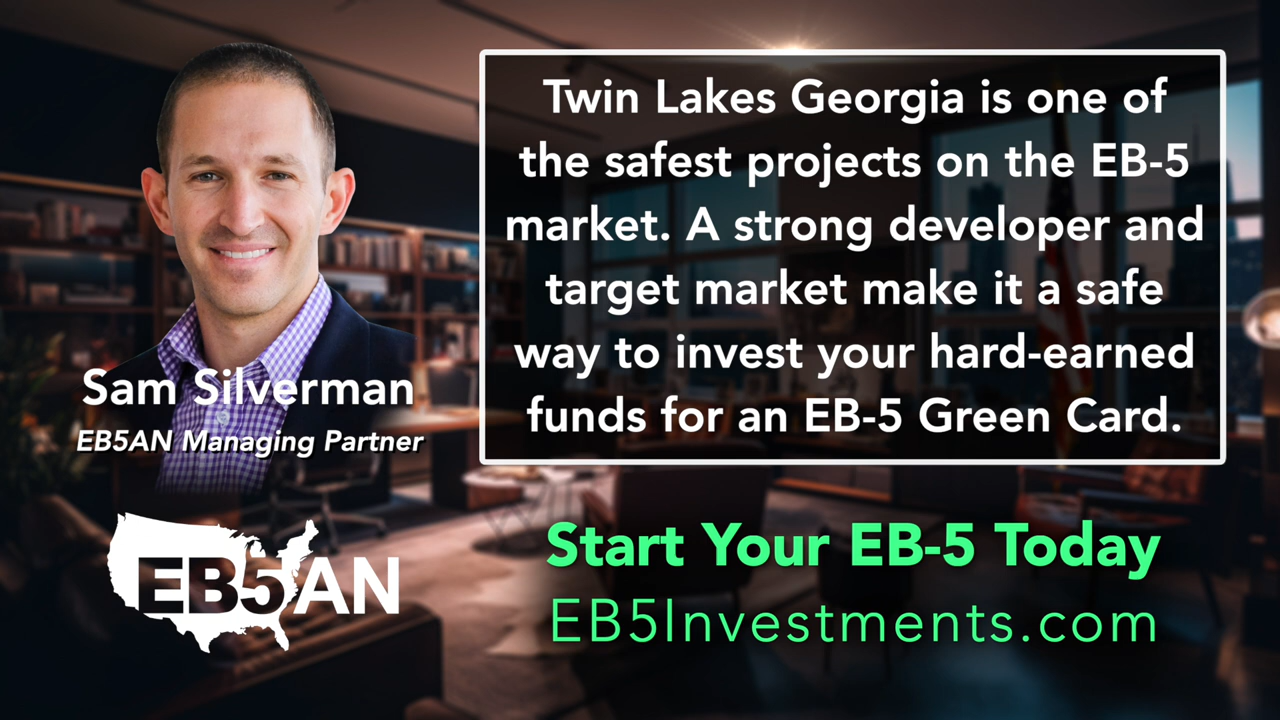 Twin Lakes Georgia is one of
the safest projects on the EB-5
market. A strong developer and
target market make it a safe
way to invest your hard-earned
funds for an EB-5 Green Card.
Sam Silverman
EB5AN Managing Partner
EB5AN
Start Your EB-5 Today
EB5Investments.com